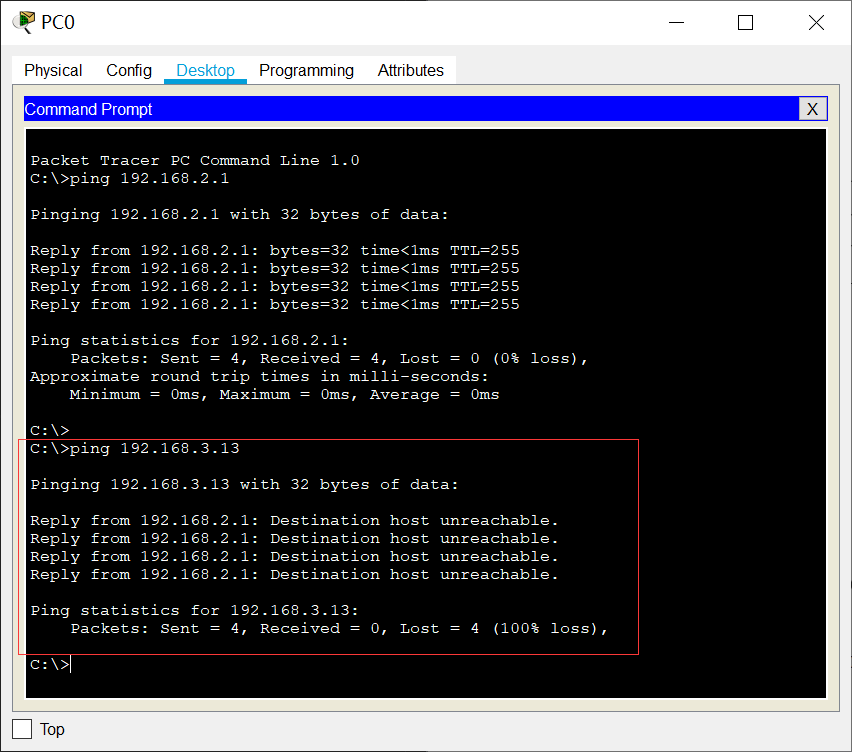 PC0
Physical Config Desktop Programming Attributes
Command Prompt X
Packet Tracer PC Command Line 1.0
C:\>ping 192.168.2.1
Pinging 192.168.2.1 with 32 bytes of data:
Reply from 192.168.2.1: bytes=32 time<1ms TTL=255
Reply from 192.168.2.1: bytes=32 time<1ms TTL=255
Reply from 192.168.2.1: bytes=32 time<1ms TTL=255
Reply from 192.168.2.1: bytes=32 time<1ms TTL=255
Ping statistics for 192.168.2.1:
    Packets: Sent = 4, Received = 4, Lost = 0 (0% loss),
Approximate round trip times in milli-seconds:
    Minimum = 0ms, Maximum = 0ms, Average = 0ms
C:\>
C:\>ping 192.168.3.13
Pinging 192.168.3.13 with 32 bytes of data:
Reply from 192.168.2.1: Destination host unreachable.
Reply from 192.168.2.1: Destination host unreachable.
Reply from 192.168.2.1: Destination host unreachable.
Reply from 192.168.2.1: Destination host unreachable.
Ping statistics for 192.168.3.13:
    Packets: Sent = 4, Received = 0, Lost = 4 (100% loss),
C:\>
Top